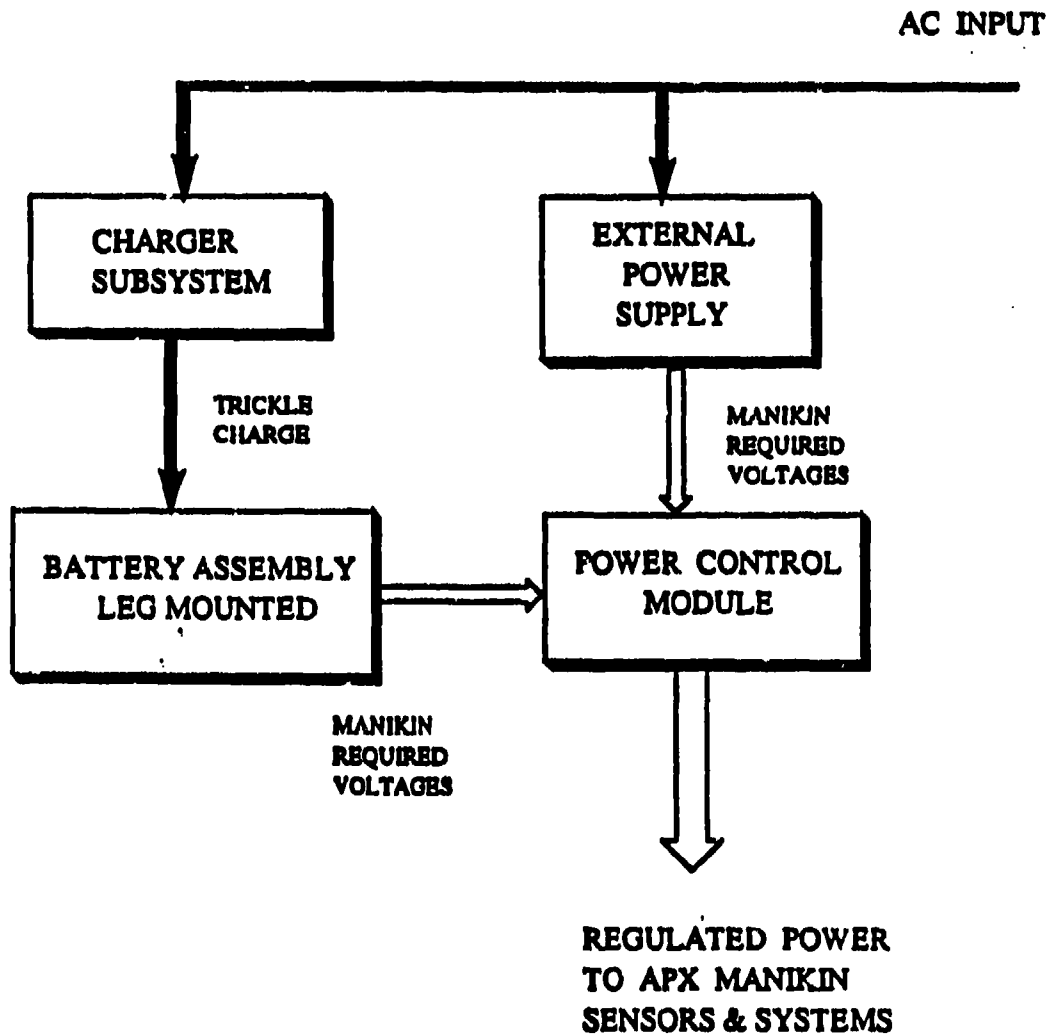 AC INPUT
CHARGER
SUBSYSTEM
EXTERNAL
POWER
SUPPLY
TRICKLE
CHARGE
MANIKIN
REQUIRED
VOLTAGES
BATTERY ASSEMBLY
LEG MOUNTED
POWER CONTROL
MODULE
MANIKIN
REQUIRED
VOLTAGES
REGULATED POWER
TO APX MANIKIN
SENSORS & SYSTEMS